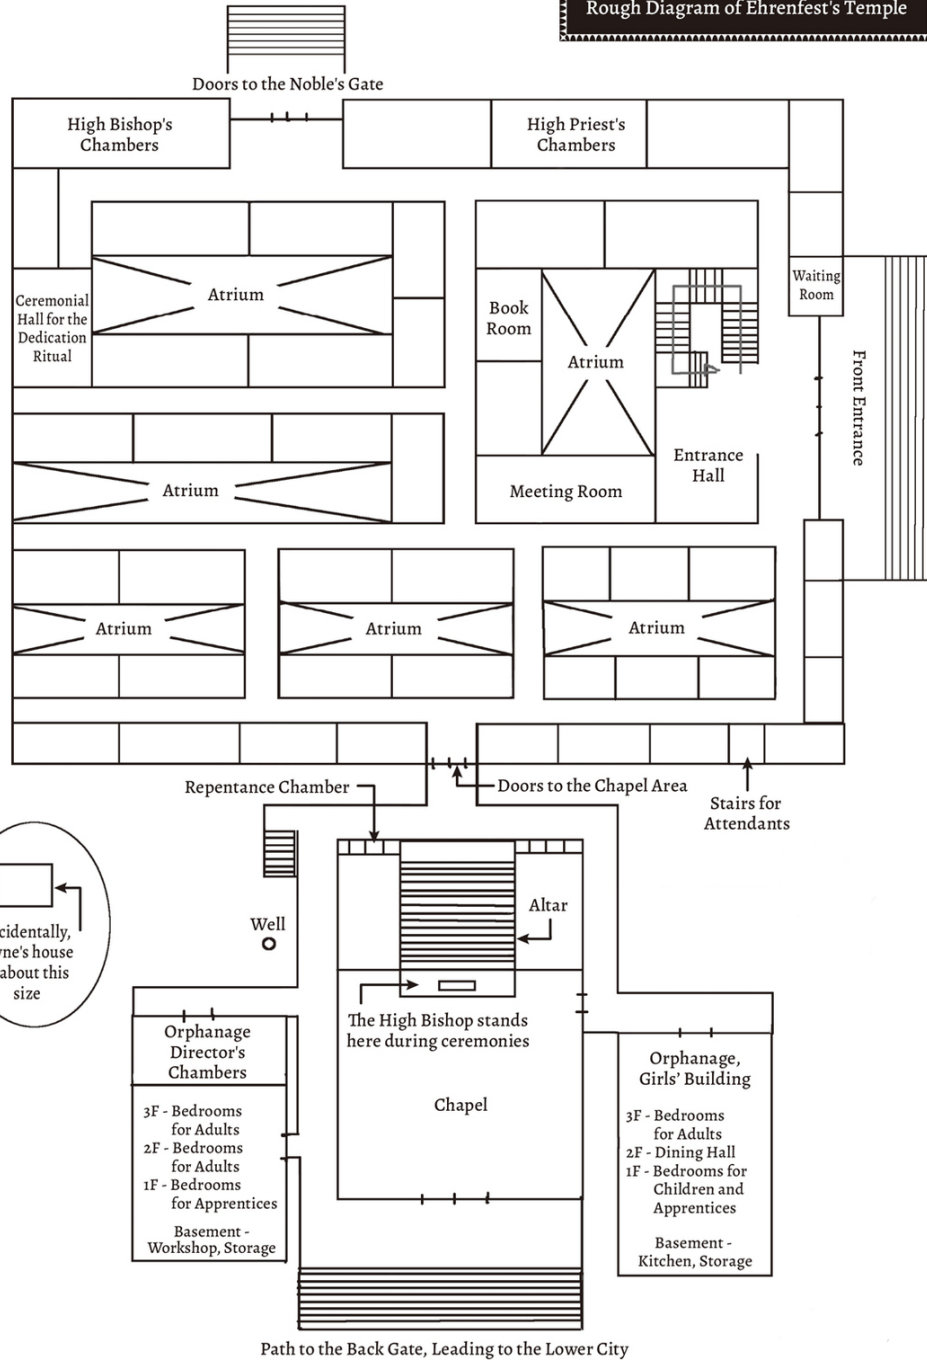 Rough Diagram of Ehrenfest's Temple
Doors to the Noble's Gate
High Bishop's
Chambers
High Priest's
Chambers
Ceremonial
Hall for the
Dedication
Ritual
Atrium
Book
Room
Atrium
Waiting
Room
Front Entrance
Entrance
Hall
Meeting Room
Atrium
Atrium
Atrium
Atrium
Repentance Chamber
Doors to the Chapel Area
Stairs for
Attendants
Altar
Well
cidentally,
ne's house
about this
size
The High Bishop stands
here during ceremonies
Chapel
Orphanage
Director's
Chambers
3F - Bedrooms
for Adults
2F - Bedrooms
for Adults
1F - Bedrooms
for Apprentices
Basement -
Workshop, Storage
Orphanage,
Girls’ Building
3F - Bedrooms
for Adults
2F - Dining Hall
1F - Bedrooms for
Children and
Apprentices
Basement -
Kitchen, Storage
Path to the Back Gate, Leading to the Lower City